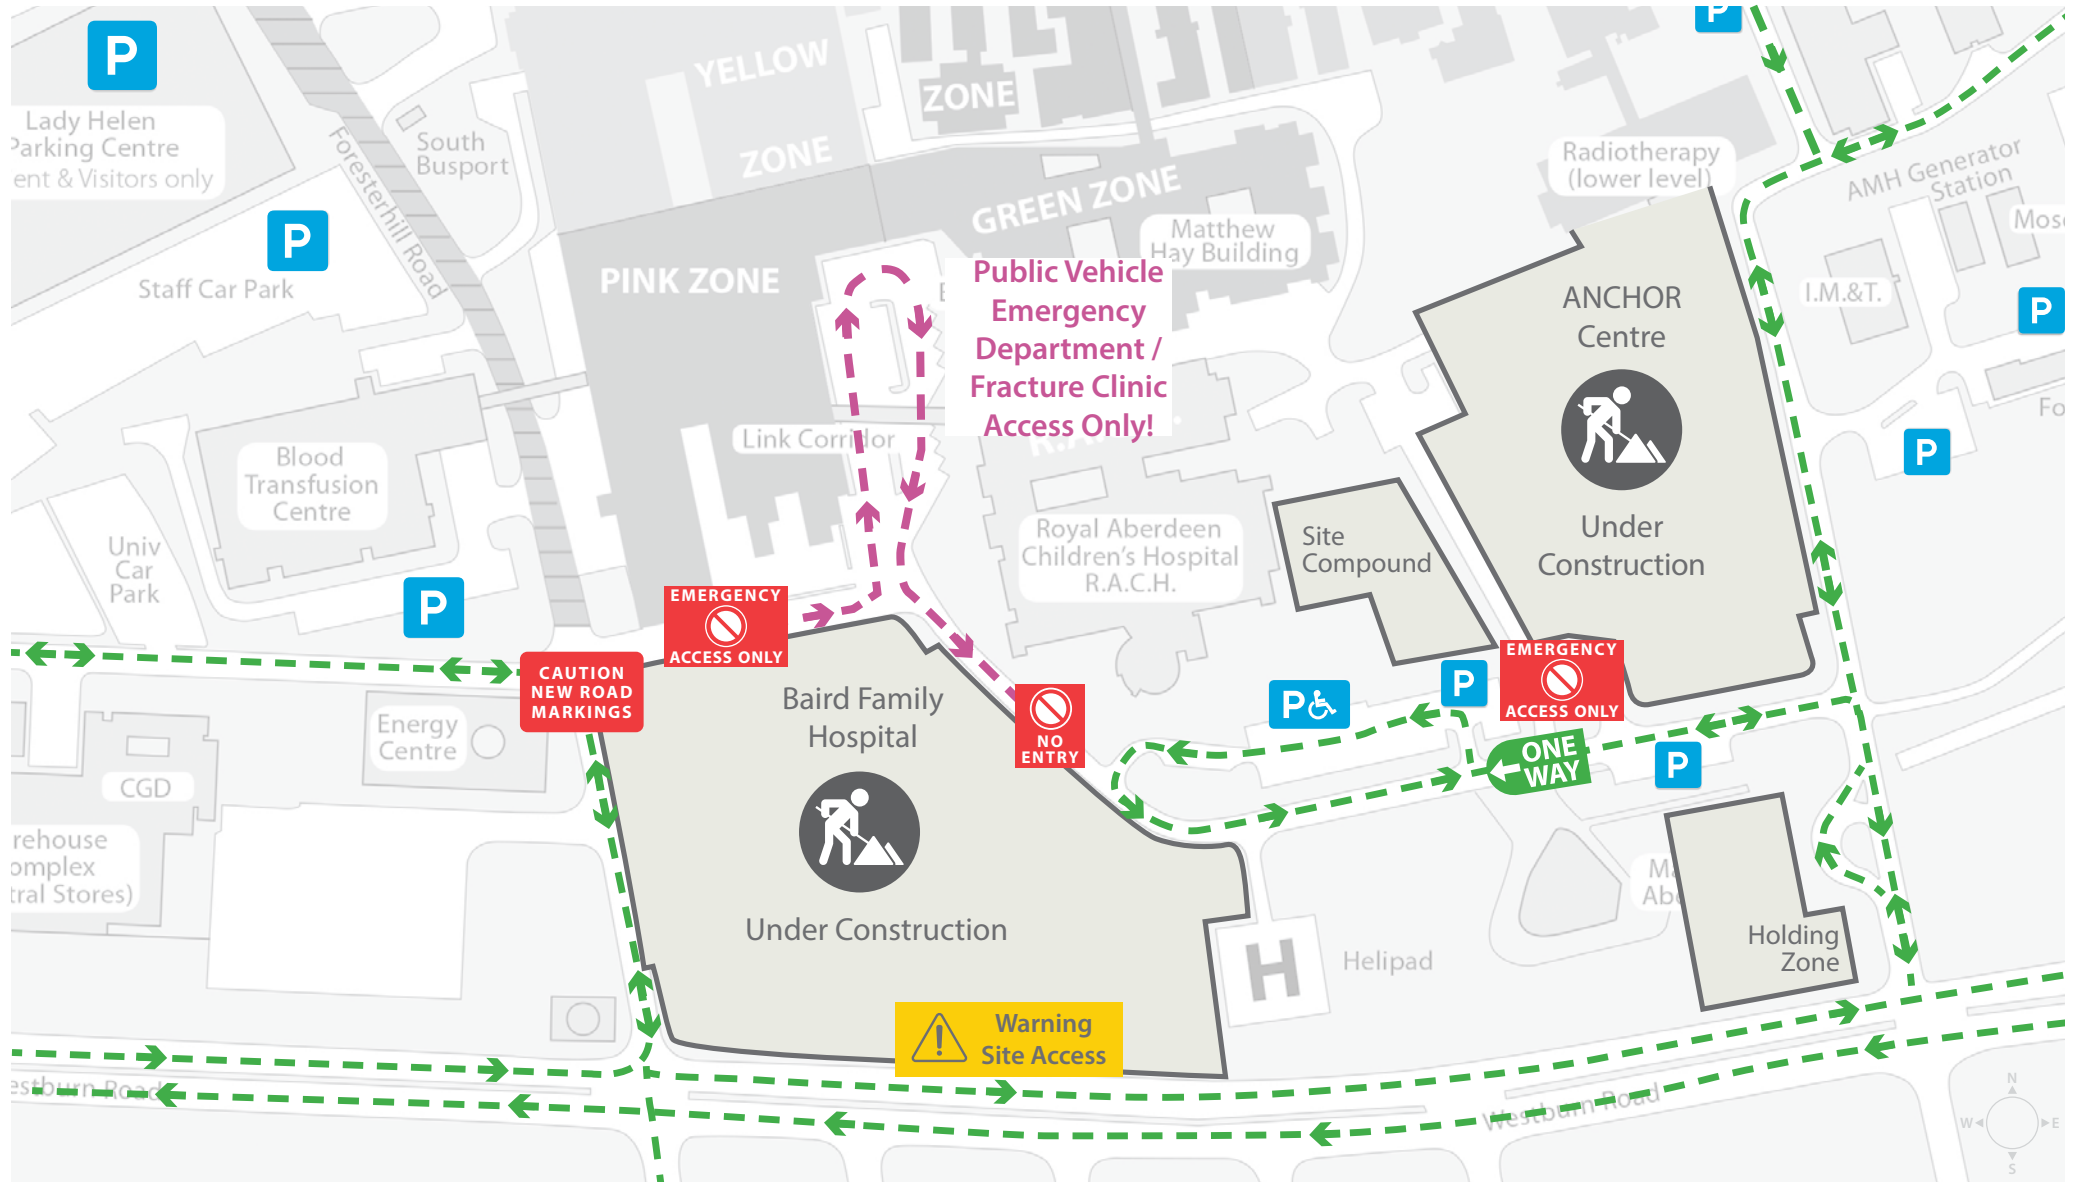 P
P
Lady Helen
Parking Centre
ent & Visitors only
P
Staff Car Park
Foresterhill Road
South
Busport
YELLOW
ZONE
ZONE
GREEN ZONE
PINK ZONE
Matthew
Hay Building
Radiotherapy
(lower level)
AMH Generator
Station
I.M.&T.
P
P
Public Vehicle
Emergency
Department /
Fracture Clinic
Access Only!
Link Corridor
ANCHOR
Centre
Under
Construction
Blood
Transfusion
Centre
Univ
Car
Park
P
Royal Aberdeen
Children's Hospital
R.A.C.H.
Site
Compound
EMERGENCY
ACCESS ONLY
CAUTION
NEW ROAD
MARKINGS
EMERGENCY
ACCESS ONLY
P
P
P
NO
ENTRY
ONE
WAY
Baird Family
Hospital
Under Construction
Energy
Centre
CGD
rehouse
omplex
tral Stores)
Holding
Zone
H
Helipad
Warning
Site Access
estburn Road
Westburn Road
N
W
E
S